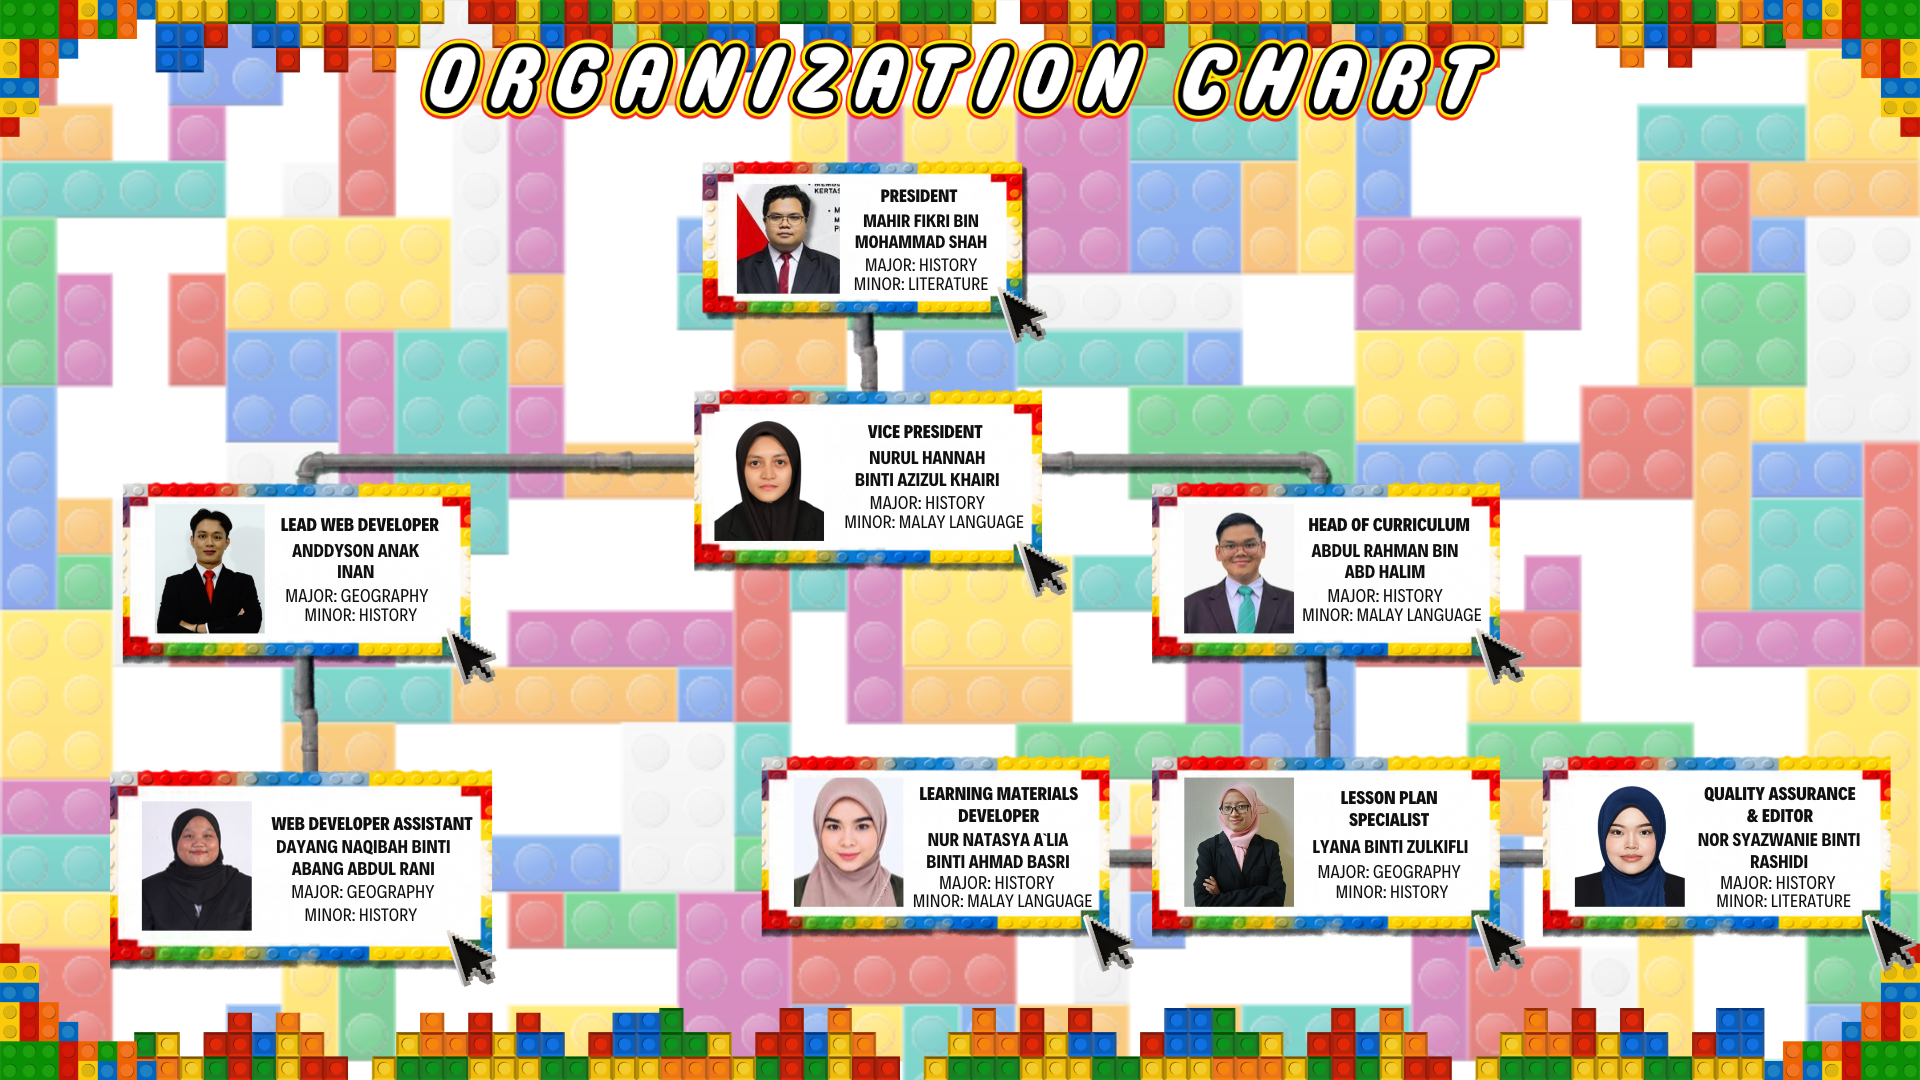 ORGANIZATION CHART
KERTAS
PRESIDENT
MAHIR FIKRI BIN
MOHAMMAD SHAH
MAJOR: HISTORY
MINOR: LITERATURE
VICE PRESIDENT
NURUL HANNAH
BINTI AZIZUL KHAIRI
MAJOR: HISTORY
MINOR: MALAY LANGUAGE
LEAD WEB DEVELOPER
ANDDYSON ANAK
INAN
MAJOR: GEOGRAPHY
MINOR: HISTORY
HEAD OF CURRICULUM
ABDUL RAHMAN BIN
ABD HALIM
MAJOR: HISTORY
MINOR: MALAY LANGUAGE
WEB DEVELOPER ASSISTANT
DAYANG NAQIBAH BINTI
ABANG ABDUL RANI
MAJOR: GEOGRAPHY
MINOR: HISTORY
LEARNING MATERIALS
DEVELOPER
NUR NATASYA A`LIA
BINTI AHMAD BASRI
MAJOR: HISTORY
MINOR: MALAY LANGUAGE
LESSON PLAN
SPECIALIST
LYANA BINTI ZULKIFLI
MAJOR: GEOGRAPHY
MINOR: HISTORY
QUALITY ASSURANCE
& EDITOR
NOR SYAZWANIE BINTI
RASHIDI
MAJOR: HISTORY
MINOR: LITERATURE